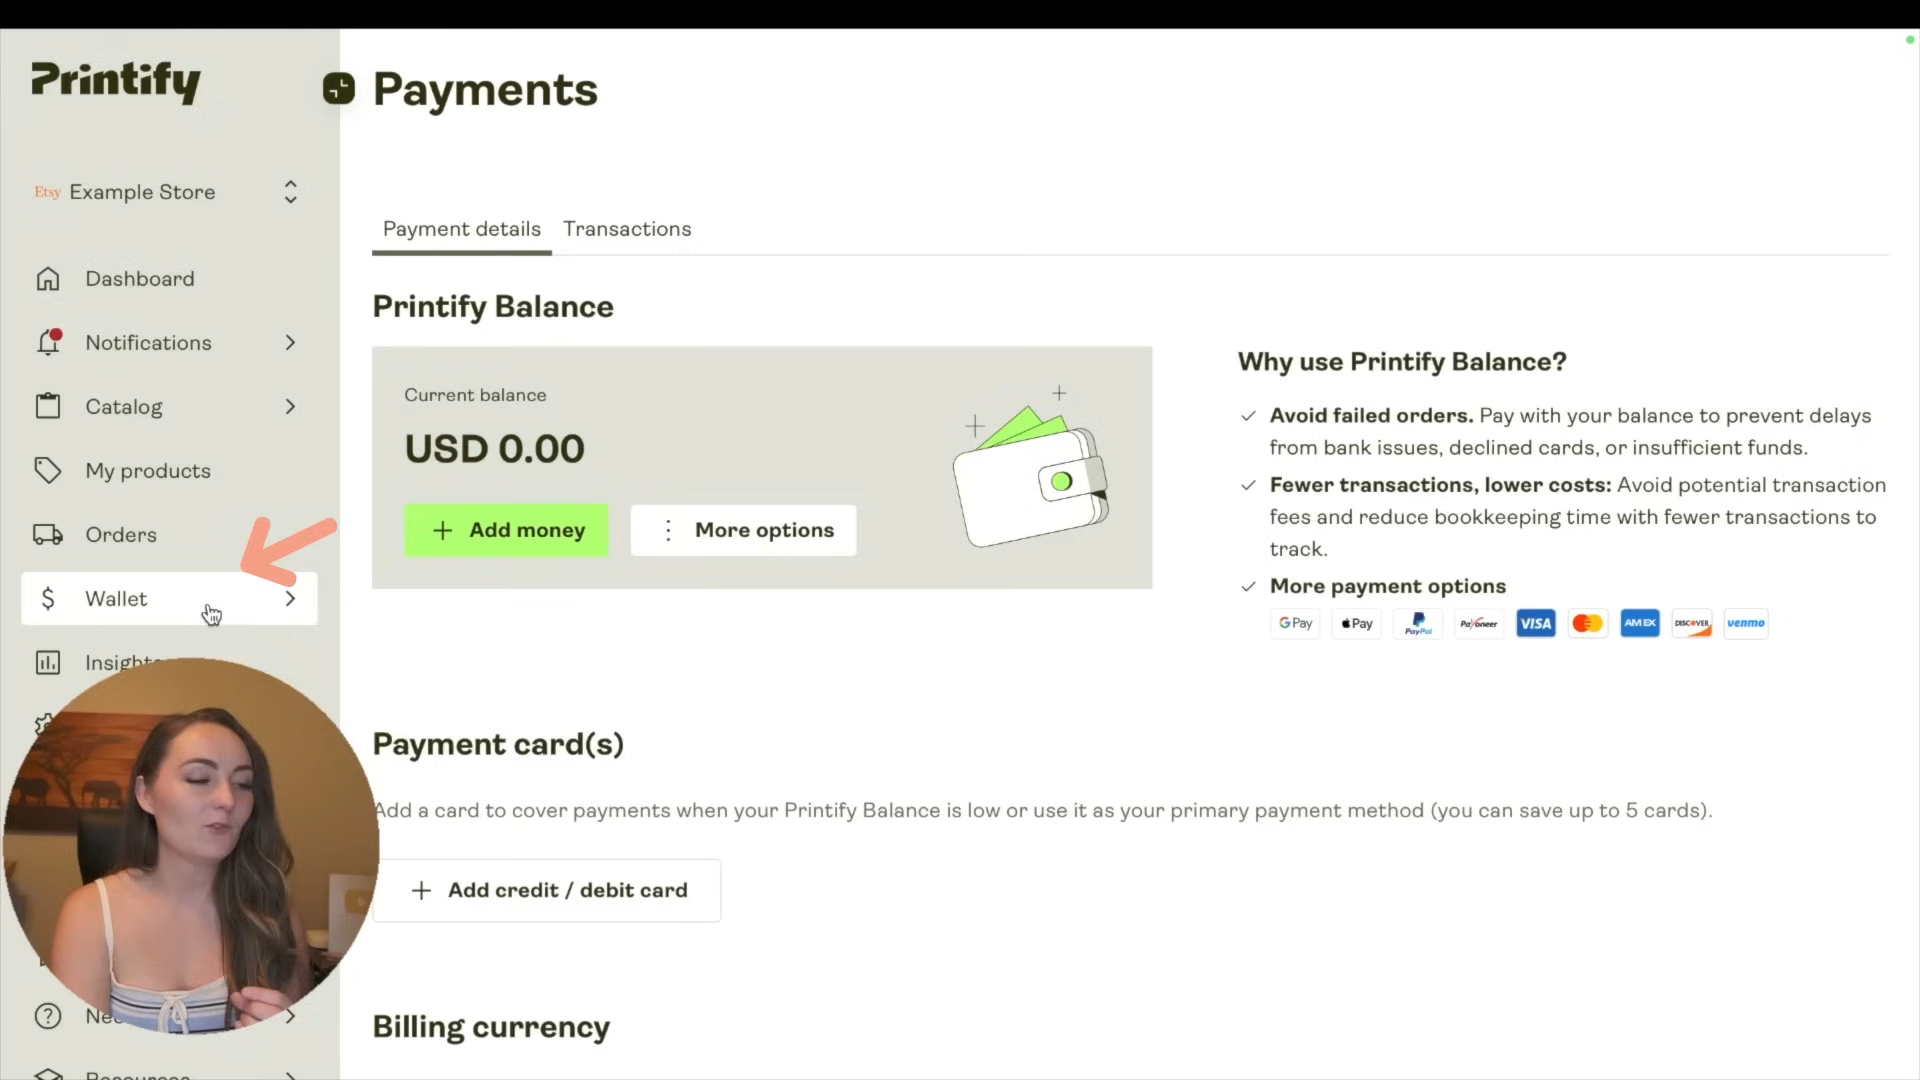 Printify
Payments
Etsy Example Store
Dashboard
Notifications
Catalog
My products
Orders
$ Wallet
Payment details
Transactions
Printify Balance
Current balance
USD 0.00
+ Add money
More options
Why use Printify Balance?
Avoid failed orders. Pay with your balance to prevent delays
from bank issues, declined cards, or insufficient funds.
Fewer transactions, lower costs: Avoid potential transaction
fees and reduce bookkeeping time with fewer transactions to
track.
More payment options
G Pay
Pay
PayPal
Payoneer
VISA
AMEX
DISCOVER
venmo
Payment card(s)
Add a card to cover payments when your Printify Balance is low or use it as your primary payment method (you can save up to 5 cards).
+ Add credit / debit card
Billing currency